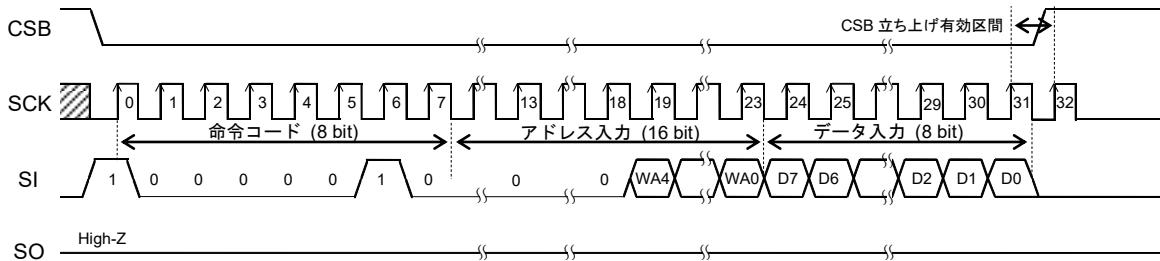 CSB
CSB 立ち上げ有効区間
SCK
0 1 2 3 4 5 6 7 13 18 19 23 24 25 29 30 31 32
命令コード (8 bit) アドレス入力 (16 bit) データ入力 (8 bit)
SI
1 0 0 0 0 0 1 0 0 0 WA4 WA0 D7 D6 D2 D1 D0
High-Z
SO